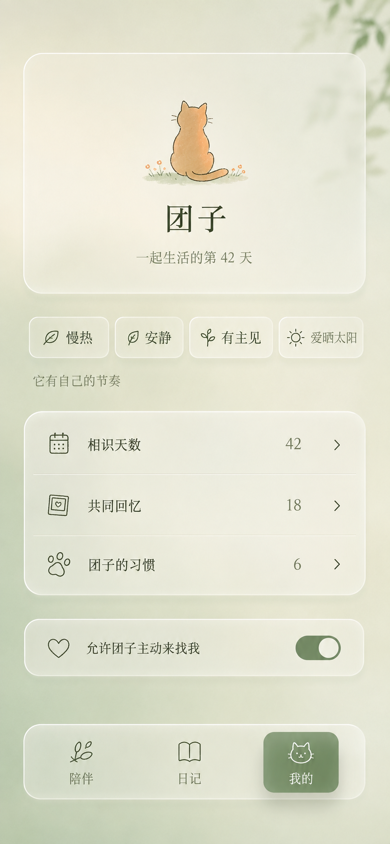 团子
一起生活的第 42 天
慢热 安静 有主见 爱晒太阳
它有自己的节奏
相识天数 42
共同回忆 18
团子的习惯 6
允许团子主动来找我
陪伴 日记 我的